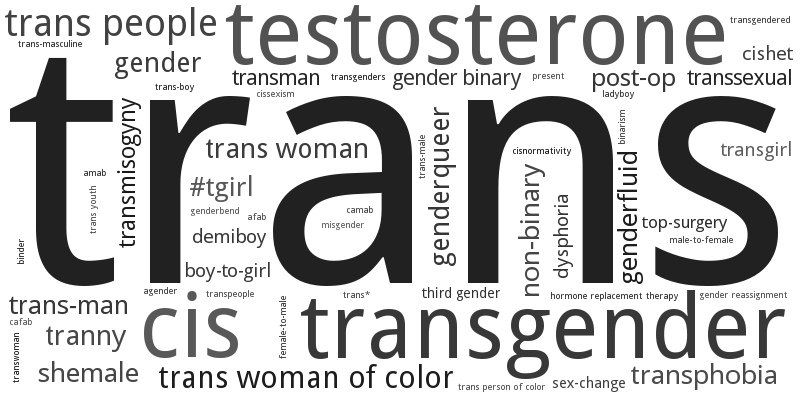 trans people
testosterone
transgendered
trans-masculine
cishet
gender
transman
transgenders
gender binary
present
post-op
transsexual
trans-boy
cissexism
ladyboy
trans
transmisogyny
trans woman
trans-male
genderqueer
cisnormativity
binarism
transgirl
amab
trans youth
#tgirl
genderbend
afab
camab
misgender
non-binary
dysphoria
genderfluid
top-surgery
male-to-female
binder
demiboy
boy-to-girl
agender
transpeople
trans*
third gender
hormone replacement therapy
gender reassignment
trans-man
cafab
cis
female-to-male
transgender
tranny
transwoman
shemale
trans woman of color
trans person of color
sex-change
transphobia